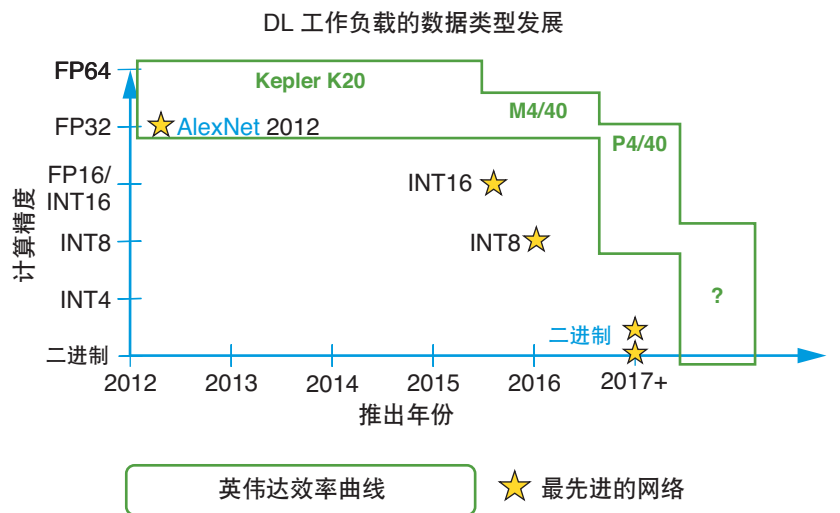 DL 工作负载的数据类型发展
FP64
Kepler K20
M4/40
FP32
AlexNet 2012
P4/40
FP16/
INT16
INT16
计算精度
INT8
INT8
INT4
?
二进制
二进制
2012
2013
2014
2015
2016
2017+
推出年份
英伟达效率曲线
最先进的网络